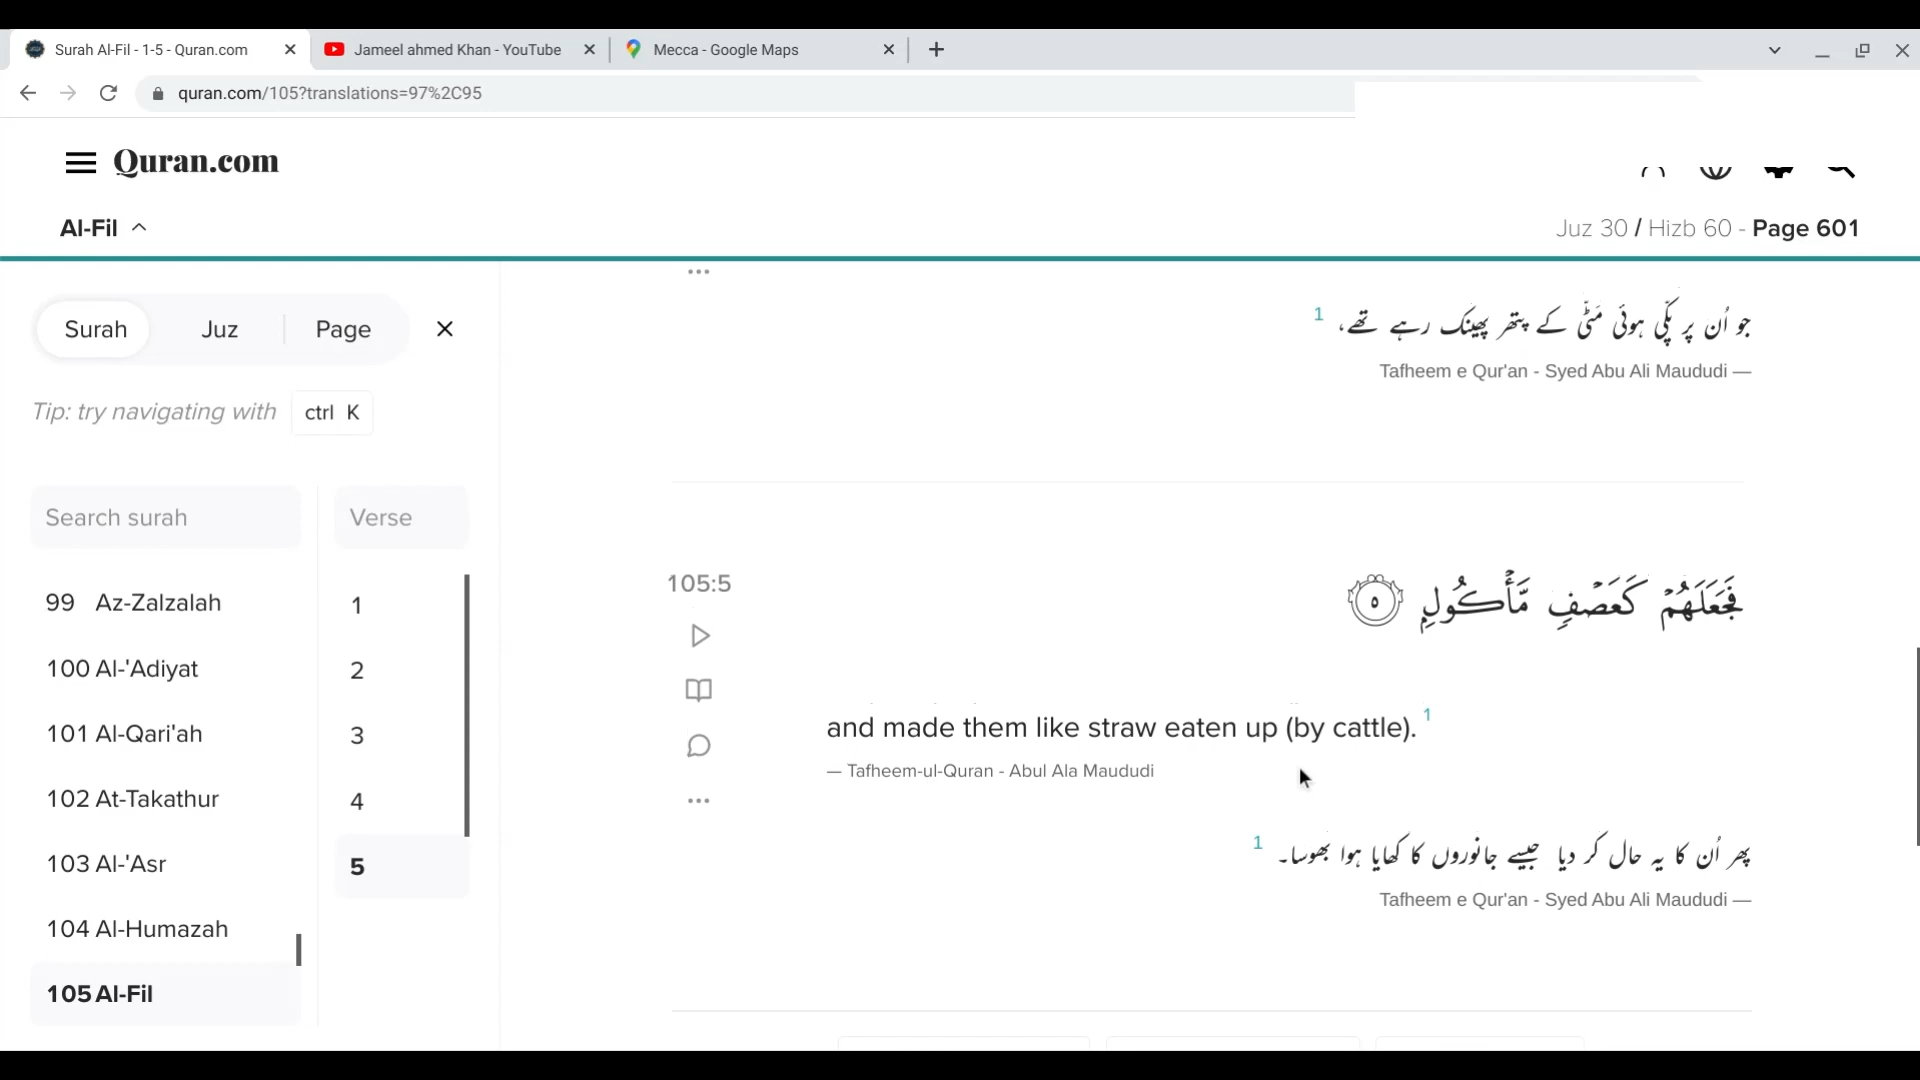 Surah Al-Fil - 1-5 - Quran.com
Jameel ahmed Khan - YouTube
Mecca - Google Maps
quran.com/105?translations=97%2C95
Quran.com
Al-Fil
Juz 30 / Hizb 60 - Page 601
Surah
Juz
Page
Tip: try navigating with ctrl K
Search surah
Verse
99 Az-Zalzalah
100 Al-'Adiyat
101 Al-Qari'ah
102 At-Takathur
103 Al-'Asr
104 Al-Humazah
105 Al-Fil
1
2
3
4
5
جو اُن پر پکّی ہوئی مَٹّی کے پتھر پھینک رہے تھے، 1
Tafheem e Qur'an - Syed Abu Ali Maududi —
105:5
فَجَعَلَهُمۡ كَعَصۡفٖ مَّأۡكُولِۭ ٥
and made them like straw eaten up (by cattle). 1
— Tafheem-ul-Quran - Abul Ala Maududi
پھر اُن کا یہ حال کر دیا جیسے جانوروں کا کھایا ہوا بھوسا۔ 1
Tafheem e Qur'an - Syed Abu Ali Maududi —